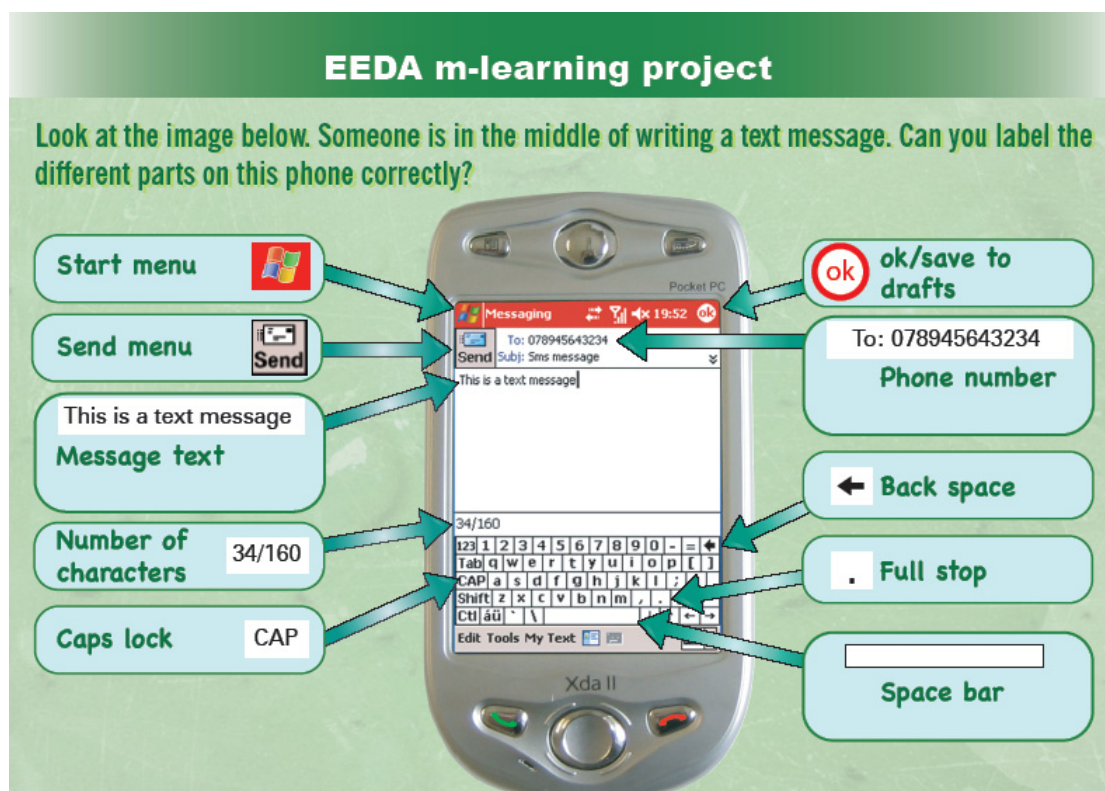 EEDA m-learning project
Look at the image below. Someone is in the middle of writing a text message. Can you label the
different parts on this phone correctly?
Start menu
Send menu
Send
This is a text message
Message text
Number of
characters
34/160
Caps lock
CAP
Pocket PC
Messaging
19:52
ok
Send
To: 078945643234
Subj: Sms message
This is a text message
34/160
123 1 2 3 4 5 6 7 8 9 0 - =
Tab q w e r t y u i o p [ ]
CAP a s d f g h j k l ;
Shift z x c v b n m , .
Ctl áü ` \
Edit Tools My Text
Xda II
ok
ok/save to
drafts
To: 078945643234
Phone number
Back space
.
Full stop
Space bar